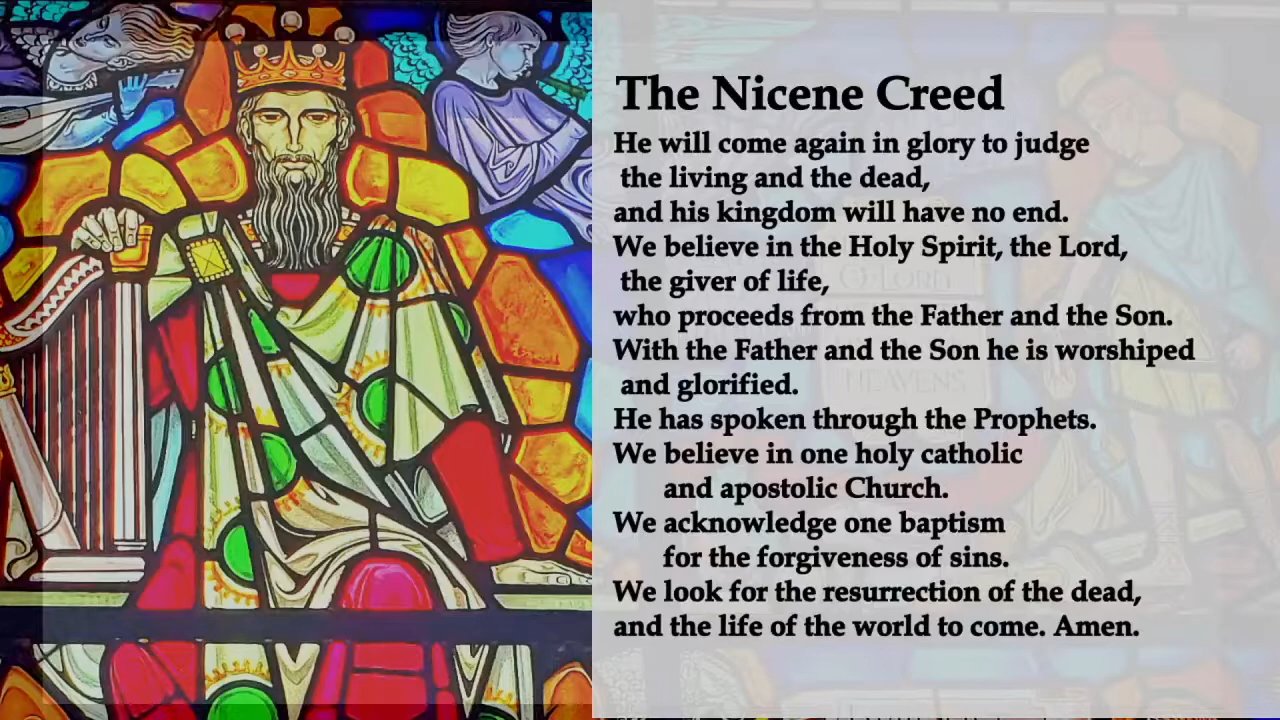 The Nicene Creed
He will come again in glory to judge
the living and the dead,
and his kingdom will have no end.
We believe in the Holy Spirit, the Lord,
the giver of life,
who proceeds from the Father and the Son.
With the Father and the Son he is worshiped
and glorified.
He has spoken through the Prophets.
We believe in one holy catholic
and apostolic Church.
We acknowledge one baptism
for the forgiveness of sins.
We look for the resurrection of the dead,
and the life of the world to come. Amen.
O·LORD
HEAVENS